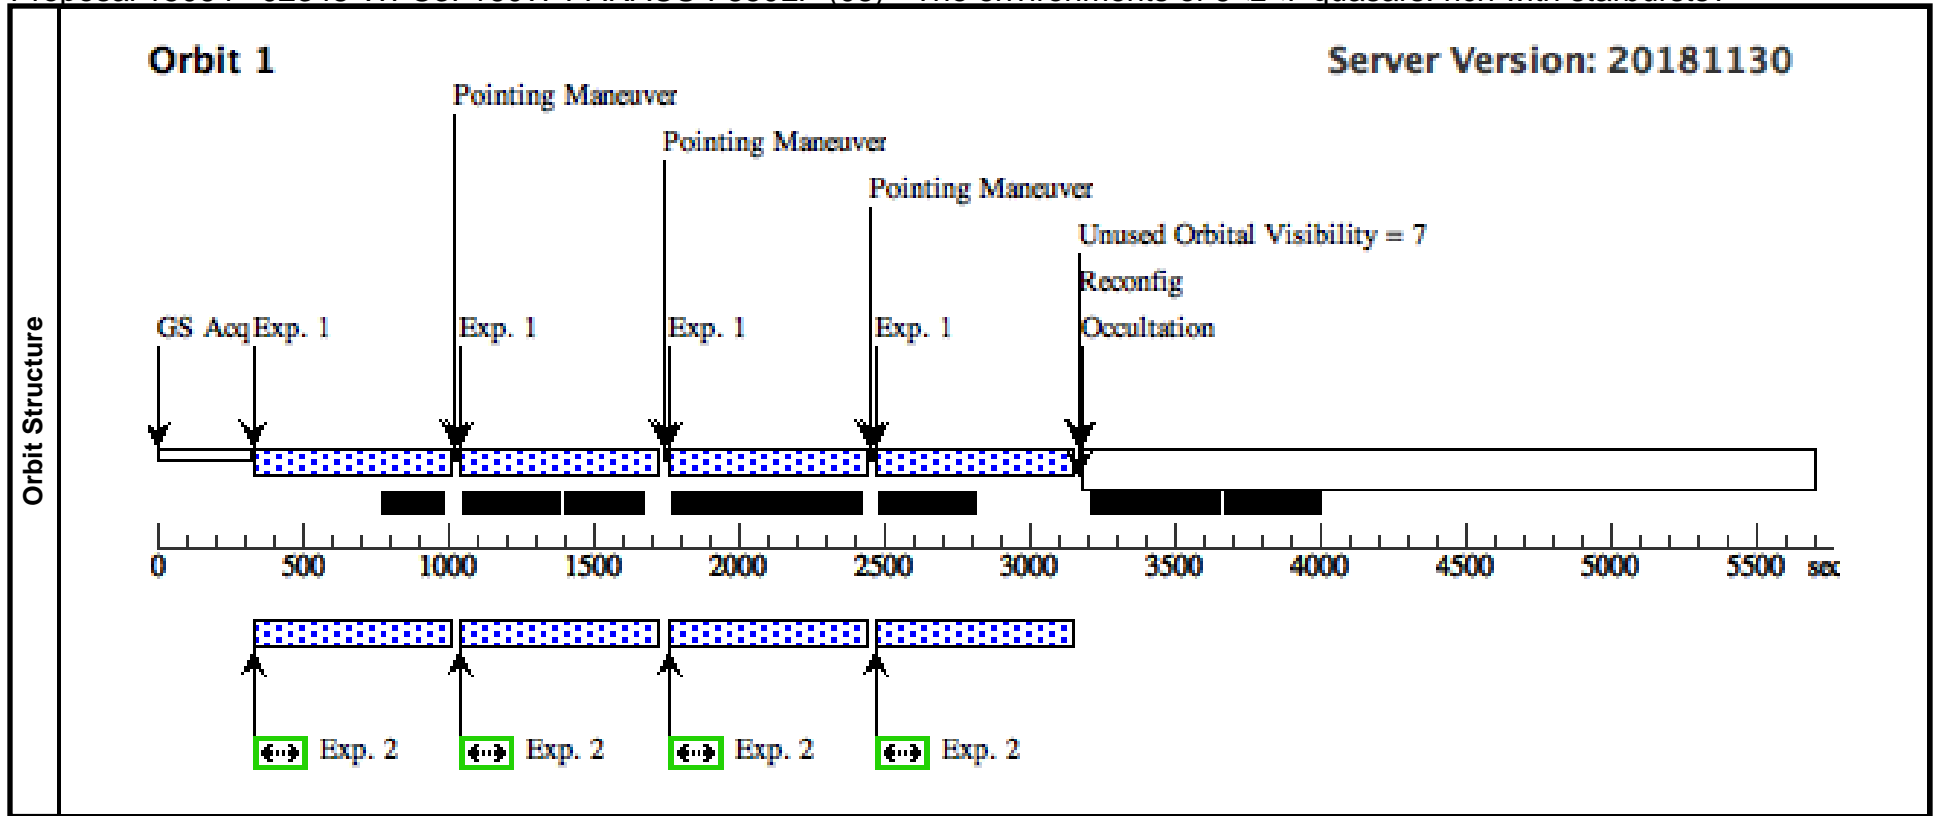 Orbit 1
Server Version: 20181130
Pointing Maneuver
Pointing Maneuver
Pointing Maneuver
Unused Orbital Visibility = 7
Reconfig
GS Acq Exp. 1 Exp. 1 Exp. 1 Exp. 1 Occultation
Orbit Structure
0 500 1000 1500 2000 2500 3000 3500 4000 4500 5000 5500 sec
Exp. 2 Exp. 2 Exp. 2 Exp. 2